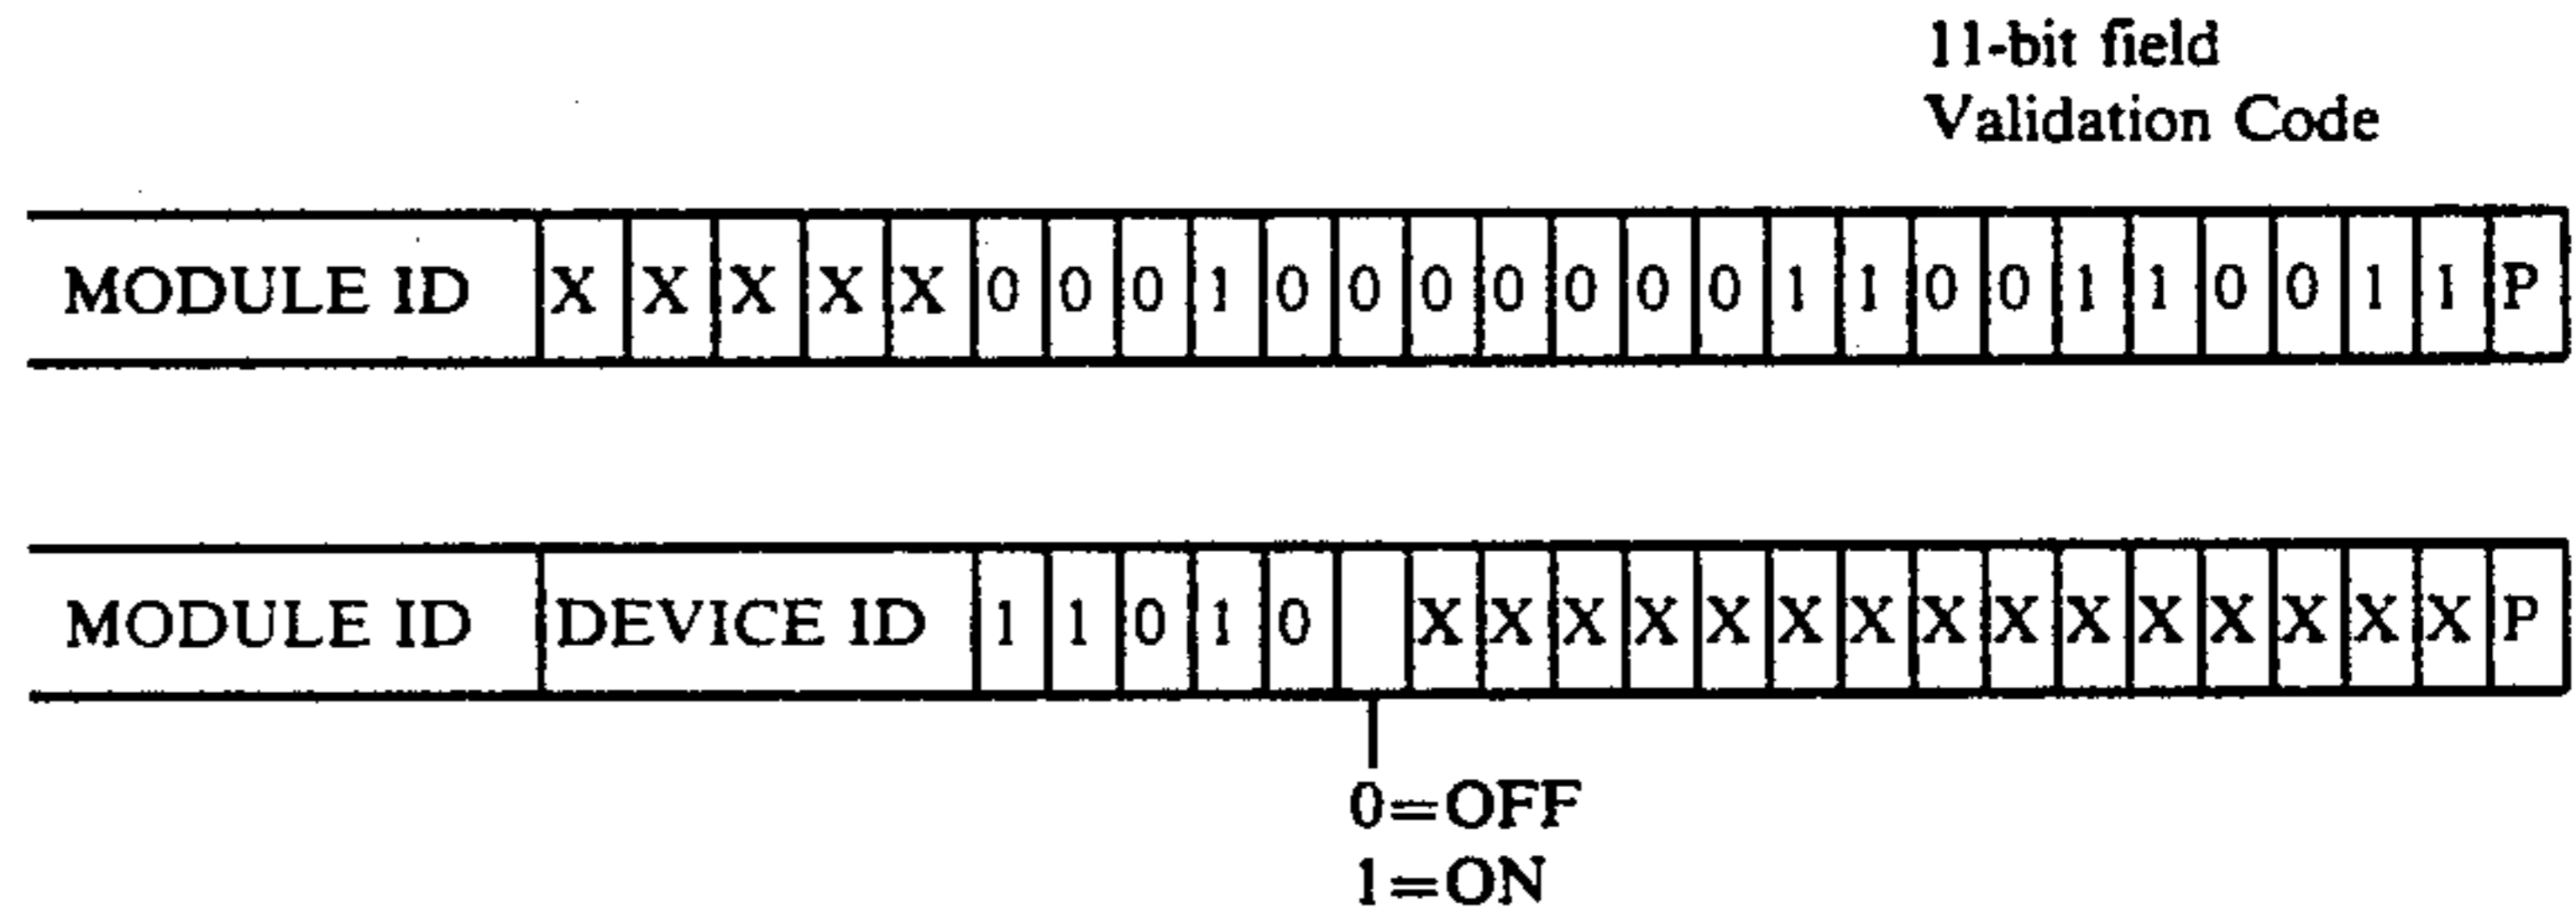 11-bit field
Validation Code
MODULE ID X X X X X 0 0 0 1 0 0 0 0 0 0 0 1 1 0 0 1 1 0 0 1 1 P
MODULE ID DEVICE ID 1 1 0 1 0 X X X X X X X X X X X X X X X P
0=OFF
1=ON